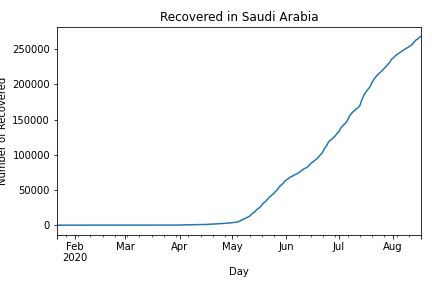 Recovered in Saudi Arabia
250000
200000
150000
100000
50000
0
Number of Recovered
Feb Mar Apr May Jun Jul Aug
2020
Day